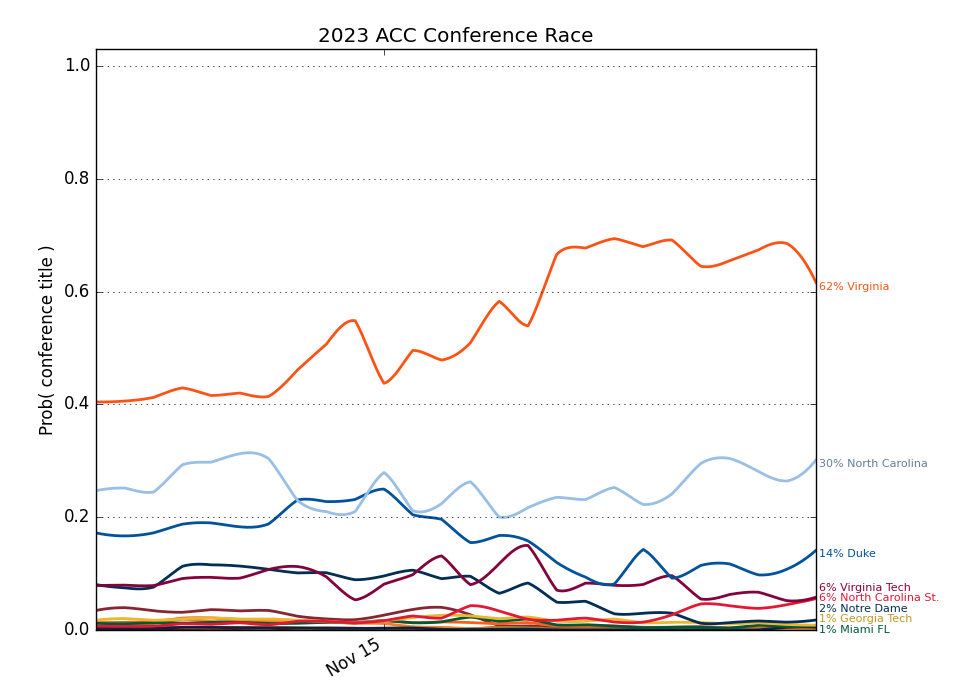 2023 ACC Conference Race
Prob( conference title )
1.0
0.8
0.6
0.4
0.2
0.0
Nov 15
62% Virginia
30% North Carolina
14% Duke
6% Virginia Tech
6% North Carolina St.
2% Notre Dame
1% Georgia Tech
1% Miami FL